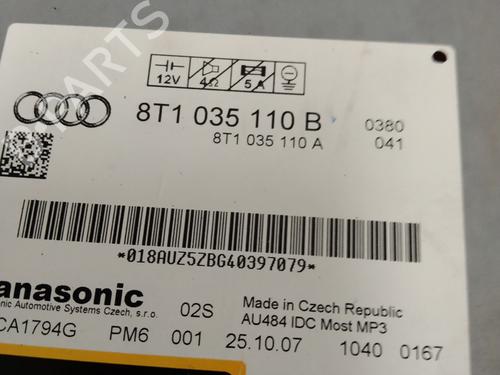 PARTS
12V 4Ω 5 A
8T1 035 110 B 0380
8T1 035 110 A 041
*018AUZ5ZBG40397079*
anasonic 02S Made in Czech Republic
nic Automotive Systems Czech, s.r.o. AU484 IDC Most MP3
CA1794G PM6 001 25.10.07 1040 0167